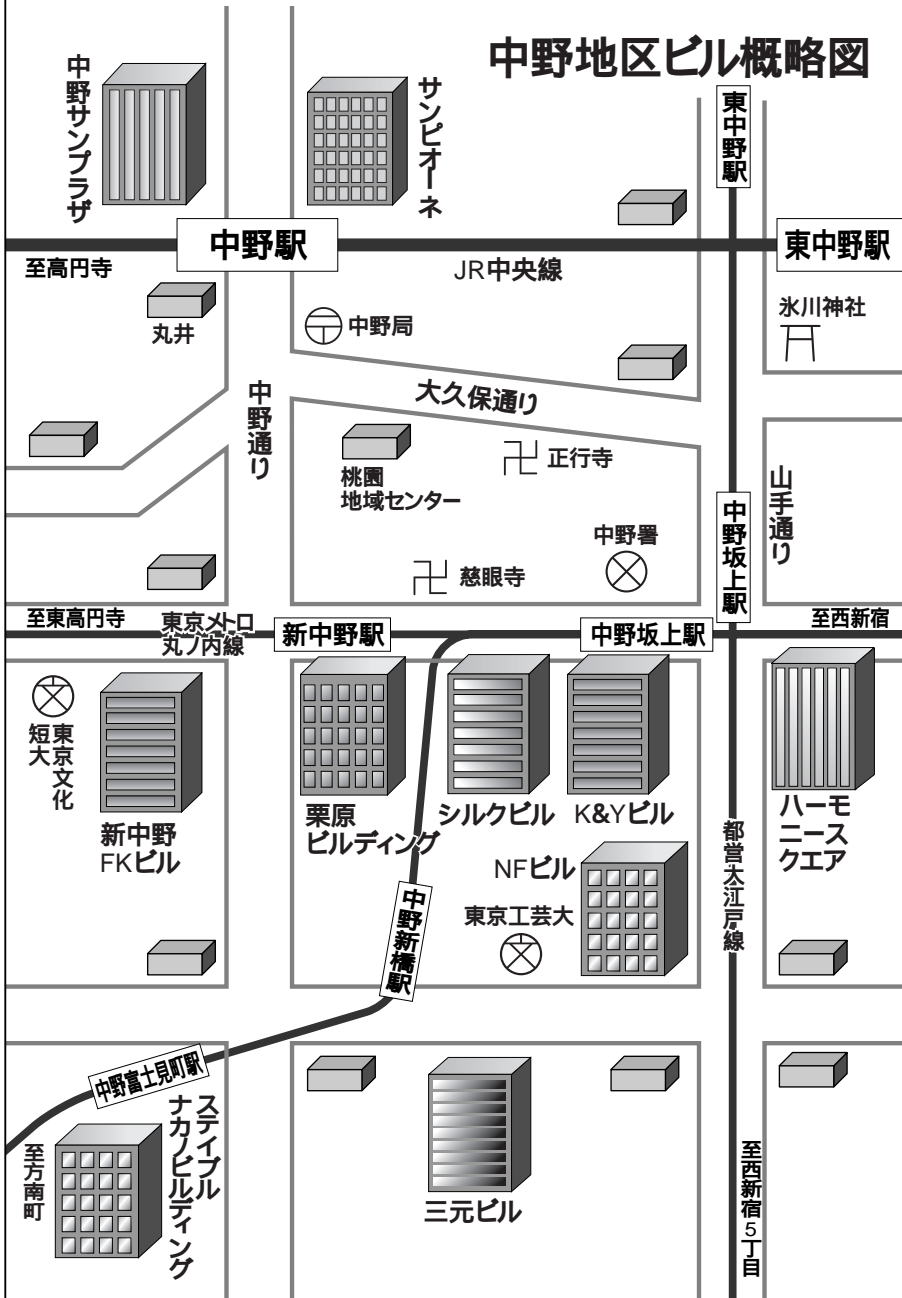 中野地区ビル概略図
中野サンプラザ
サンピオーネ
東中野駅
中野駅
東中野駅
至高円寺
JR中央線
丸井
中野局
氷川神社
中野通り
大久保通り
桃園
地域センター
正行寺
山手通り
中野坂上駅
中野署
慈眼寺
至東高円寺
東京メトロ
丸ノ内線
新中野駅
中野坂上駅
至西新宿
東京文化
短大
新中野
FKビル
栗原
ビルディング
シルクビル
K&Yビル
ハーモ
ニース
クエア
都営大江戸線
NFビル
東京工芸大
中野新橋駅
中野富士見町駅
ステイブル
ナカノビルディング
至方南町
三元ビル
至西新宿5丁目